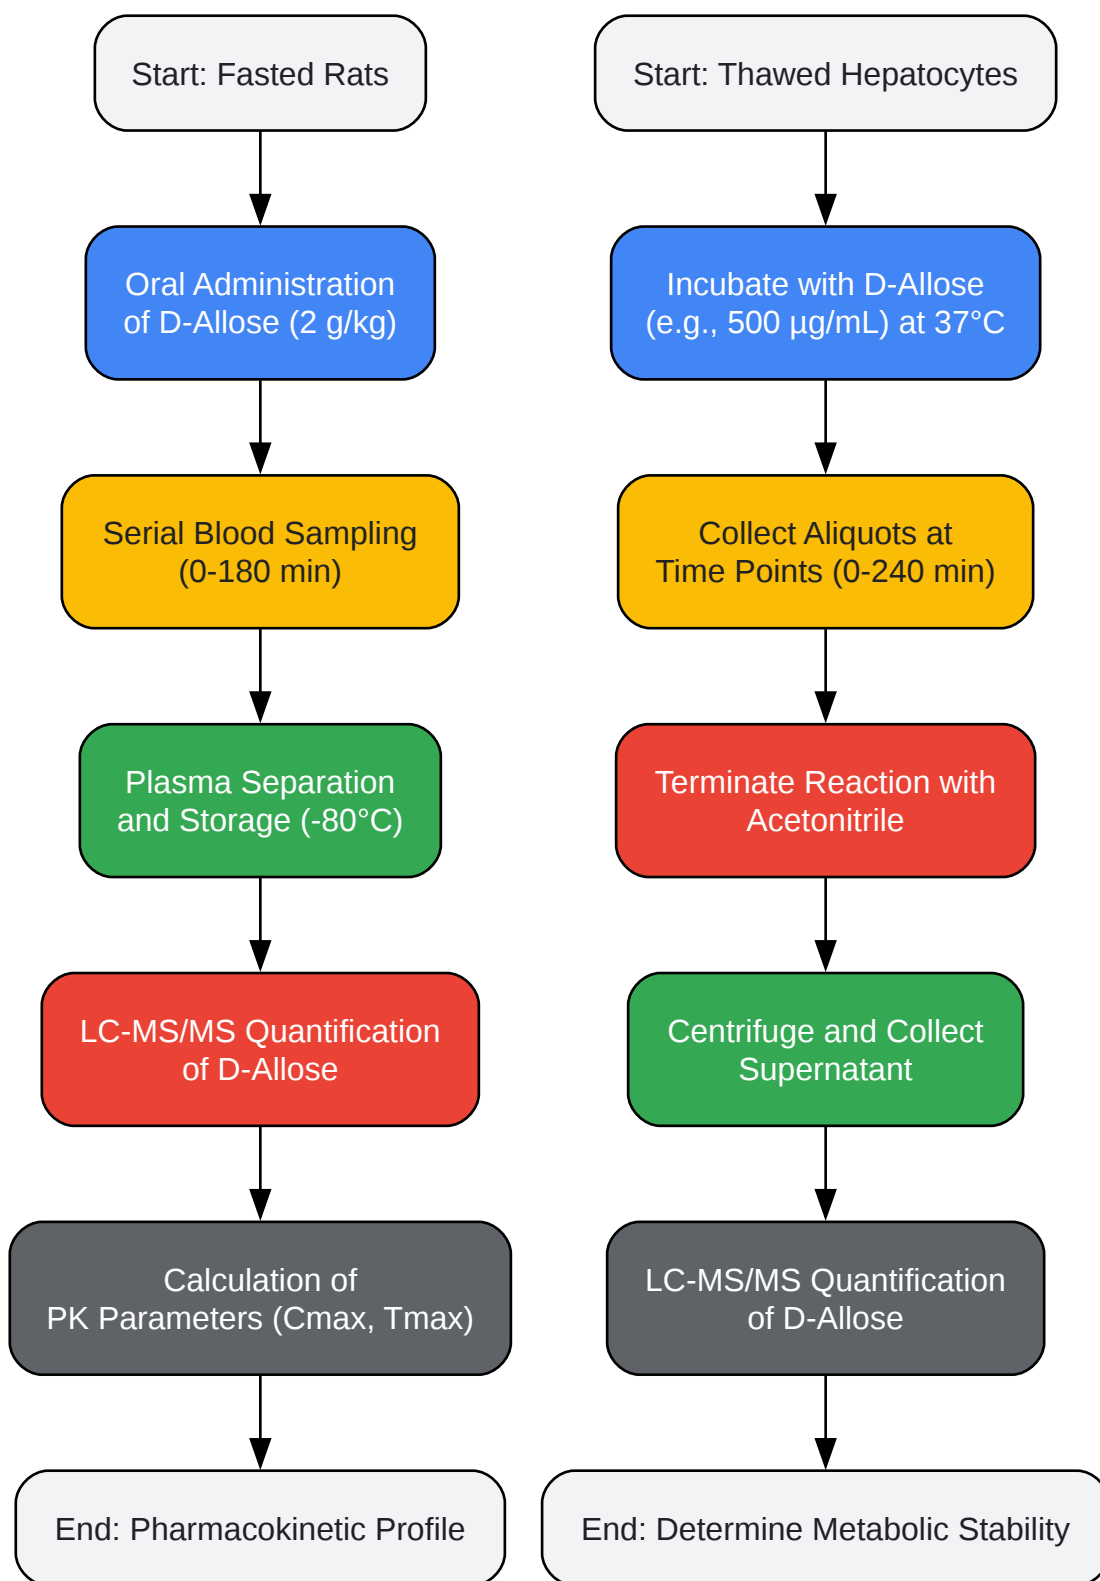 Start: Fasted Rats
Oral Administration
of D-Allose (2 g/kg)
Serial Blood Sampling
(0-180 min)
Plasma Separation
and Storage (-80°C)
LC-MS/MS Quantification
of D-Allose
Calculation of
PK Parameters (Cmax, Tmax)
End: Pharmacokinetic Profile
Start: Thawed Hepatocytes
Incubate with D-Allose
(e.g., 500 µg/mL) at 37°C
Collect Aliquots at
Time Points (0-240 min)
Terminate Reaction with
Acetonitrile
Centrifuge and Collect
Supernatant
LC-MS/MS Quantification
of D-Allose
End: Determine Metabolic Stability